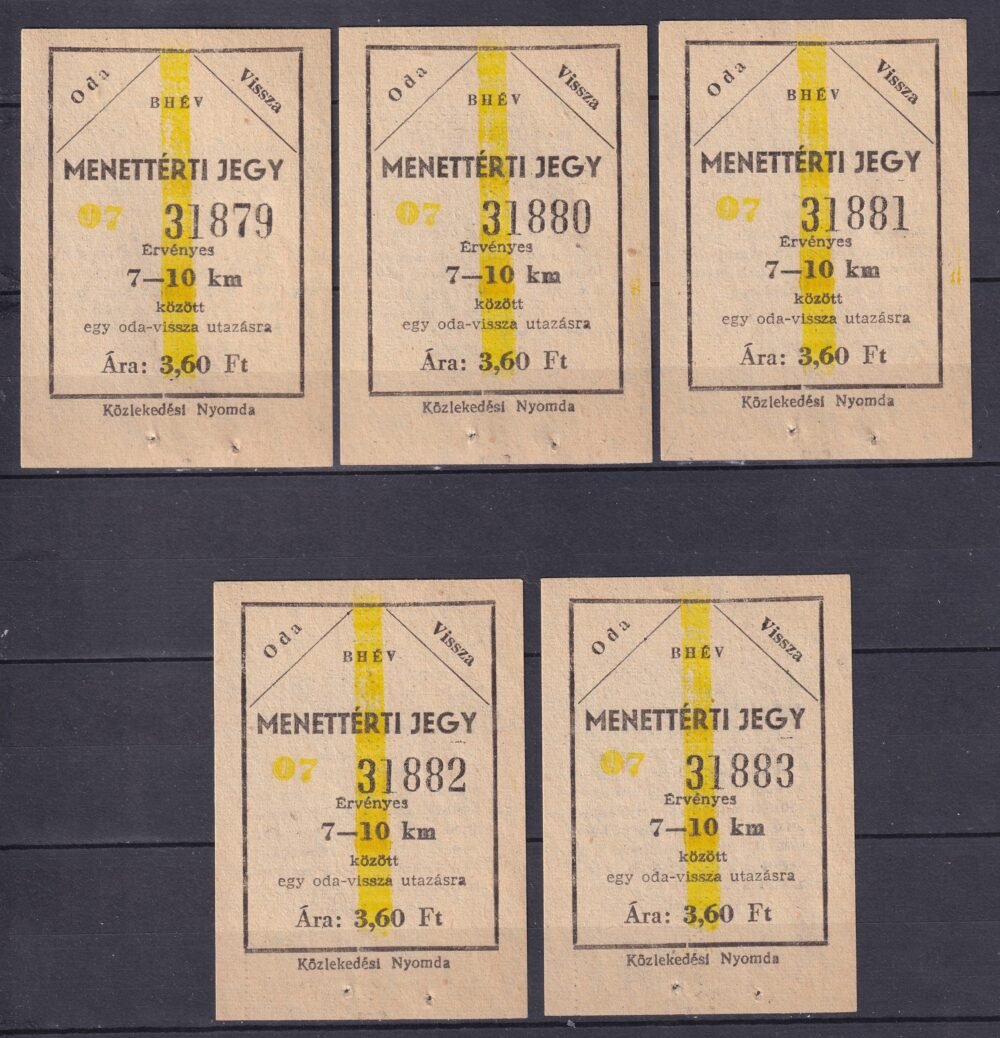 Oda
Vissza
BHÉV
MENETTÉRTI JEGY
07 31879
Érvényes
7—10 km
között
egy oda-vissza utazásra
Ára: 3,60 Ft
Közlekedési Nyomda
Oda
Vissza
BHÉV
MENETTÉRTI JEGY
07 31880
Érvényes
7—10 km
között
egy oda-vissza utazásra
Ára: 3,60 Ft
Közlekedési Nyomda
Oda
Vissza
BHÉV
MENETTÉRTI JEGY
07 31881
Érvényes
7—10 km
között
egy oda-vissza utazásra
Ára: 3,60 Ft
Közlekedési Nyomda
Oda
Vissza
BHÉV
MENETTÉRTI JEGY
07 31882
Érvényes
7—10 km
között
egy oda-vissza utazásra
Ára: 3,60 Ft
Közlekedési Nyomda
Oda
Vissza
BHÉV
MENETTÉRTI JEGY
07 31883
Érvényes
7—10 km
között
egy oda-vissza utazásra
Ára: 3,60 Ft
Közlekedési Nyomda